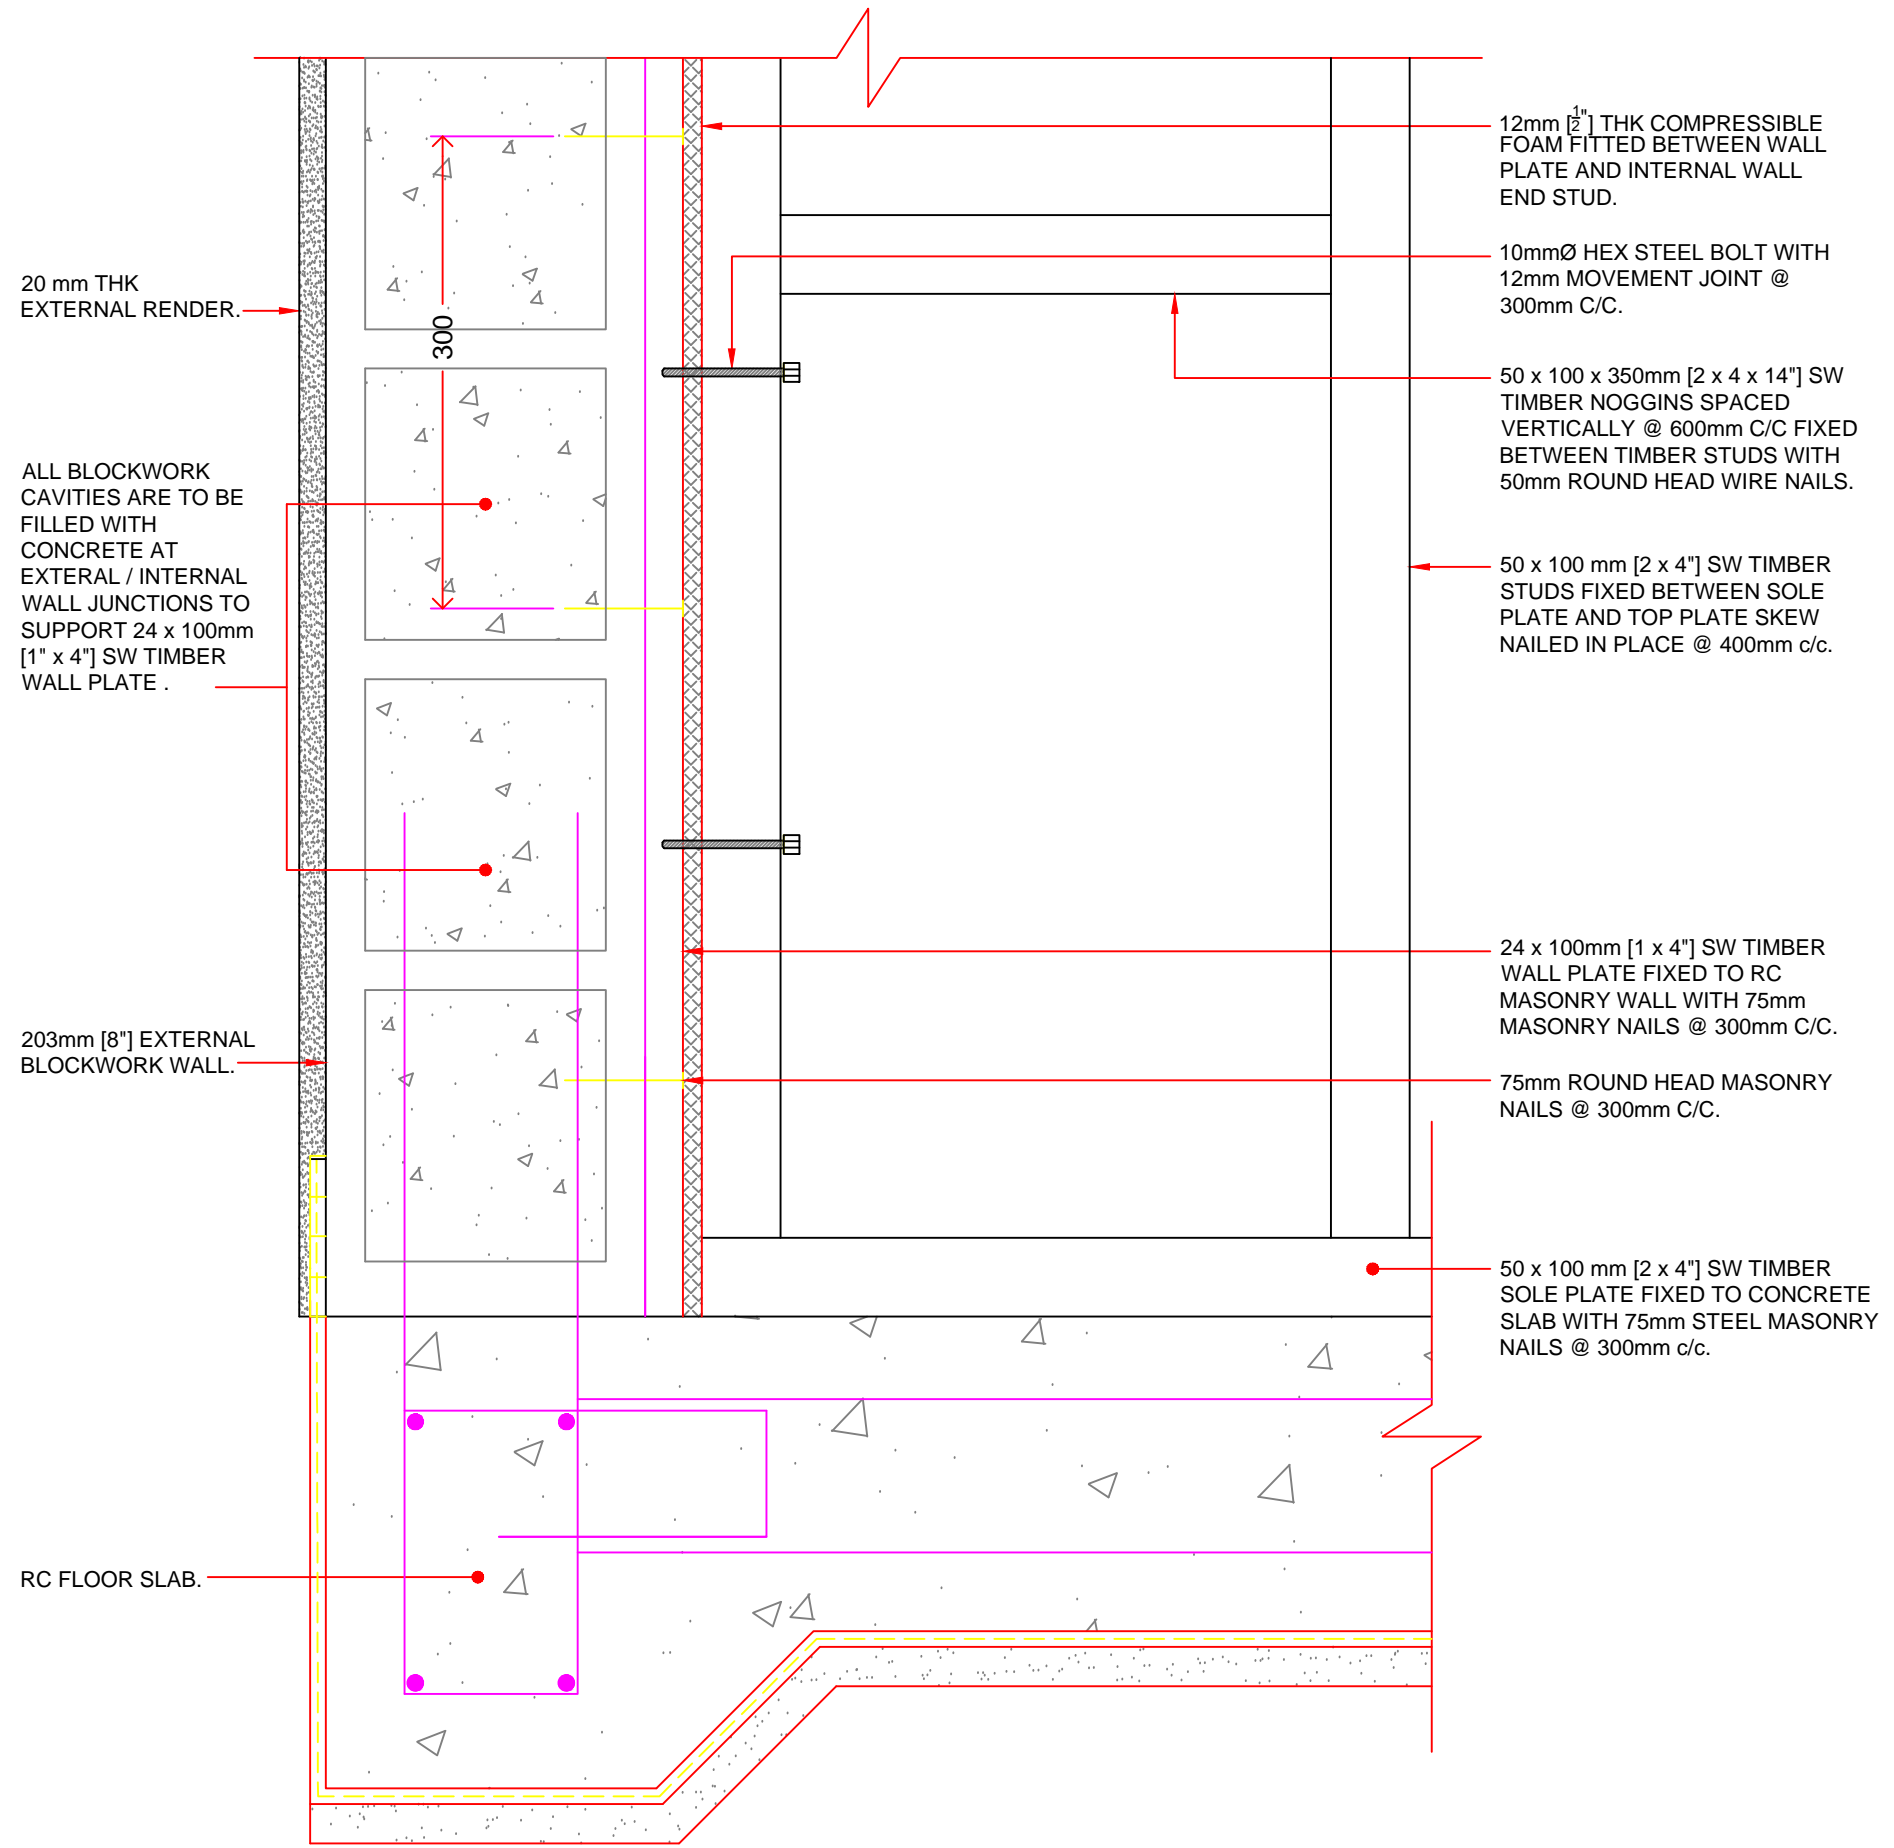 20 mm THK
EXTERNAL RENDER.
ALL BLOCKWORK
CAVITIES ARE TO BE
FILLED WITH
CONCRETE AT
EXTERAL / INTERNAL
WALL JUNCTIONS TO
SUPPORT 24 x 100mm
[1" x 4"] SW TIMBER
WALL PLATE .
203mm [8"] EXTERNAL
BLOCKWORK WALL.
RC FLOOR SLAB.
300
12mm [½"] THK COMPRESSIBLE
FOAM FITTED BETWEEN WALL
PLATE AND INTERNAL WALL
END STUD.
10mmØ HEX STEEL BOLT WITH
12mm MOVEMENT JOINT @
300mm C/C.
50 x 100 x 350mm [2 x 4 x 14"] SW
TIMBER NOGGINS SPACED
VERTICALLY @ 600mm C/C FIXED
BETWEEN TIMBER STUDS WITH
50mm ROUND HEAD WIRE NAILS.
50 x 100 mm [2 x 4"] SW TIMBER
STUDS FIXED BETWEEN SOLE
PLATE AND TOP PLATE SKEW
NAILED IN PLACE @ 400mm c/c.
24 x 100mm [1 x 4"] SW TIMBER
WALL PLATE FIXED TO RC
MASONRY WALL WITH 75mm
MASONRY NAILS @ 300mm C/C.
75mm ROUND HEAD MASONRY
NAILS @ 300mm C/C.
50 x 100 mm [2 x 4"] SW TIMBER
SOLE PLATE FIXED TO CONCRETE
SLAB WITH 75mm STEEL MASONRY
NAILS @ 300mm c/c.